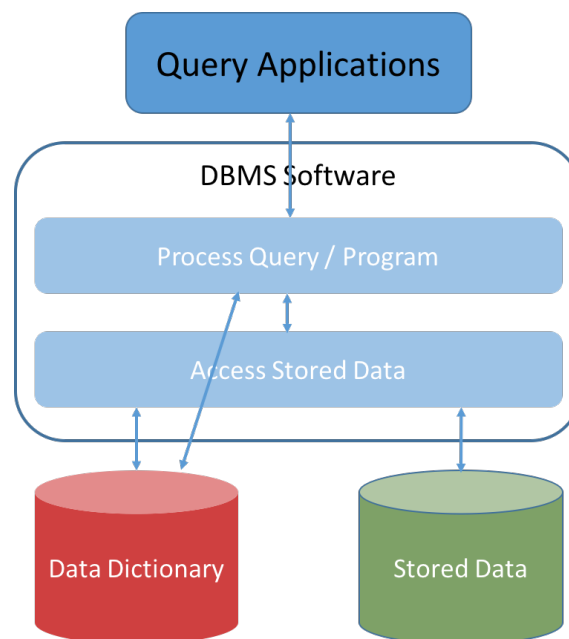 Query Applications
DBMS Software
Process Query / Program
Access Stored Data
Data Dictionary
Stored Data